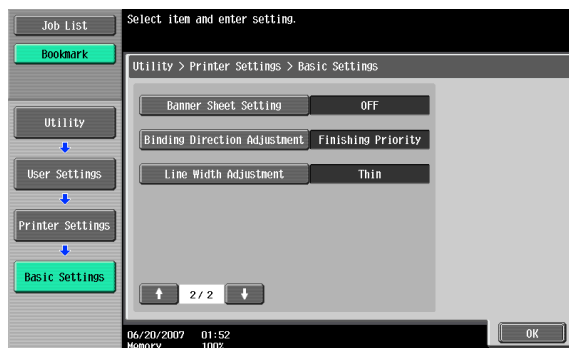 Job List
Bookmark
Select item and enter setting.
Utility > Printer Settings > Basic Settings
Utility
User Settings
Printer Settings
Basic Settings
Banner Sheet Setting OFF
Binding Direction Adjustment Finishing Priority
Line Width Adjustment Thin
2/2
06/20/2007 01:52
Memory 100%
OK